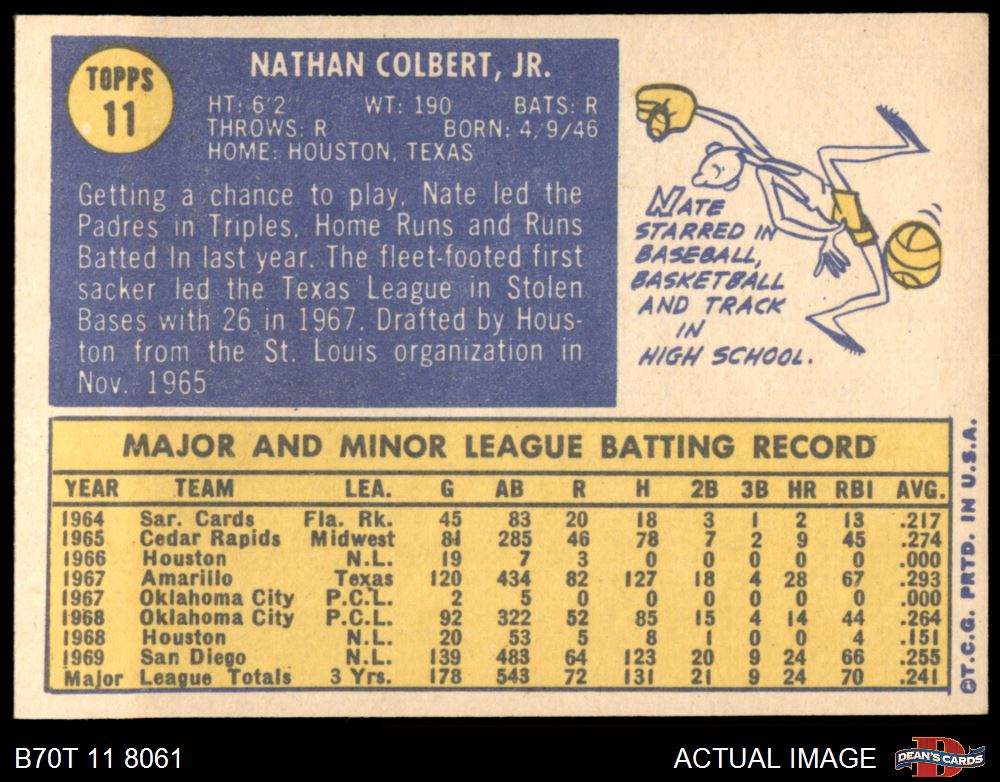 TOPPS
11
NATHAN COLBERT, JR.
HT: 6'2" WT: 190 BATS: R
THROWS: R BORN: 4/9/46
HOME: HOUSTON, TEXAS
Getting a chance to play, Nate led the
Padres in Triples, Home Runs and Runs
Batted In last year. The fleet-footed first
sacker led the Texas League in Stolen
Bases with 26 in 1967. Drafted by Hous-
ton from the St. Louis organization in
Nov. 1965
NATE
STARRED IN
BASEBALL,
BASKETBALL
AND TRACK
IN
HIGH SCHOOL.
MAJOR AND MINOR LEAGUE BATTING RECORD
YEAR TEAM LEA. G AB R H 2B 3B HR RBI AVG.
1964 Sar. Cards Fla. Rk. 45 83 20 18 3 1 2 13 .217
1965 Cedar Rapids Midwest 81 285 46 78 7 2 9 45 .274
1966 Houston N.L. 19 7 3 0 0 0 0 0 .000
1967 Amarillo Texas 120 434 82 127 18 4 28 67 .293
1967 Oklahoma City P.C.L. 2 5 0 0 0 0 0 0 .000
1968 Oklahoma City P.C.L. 92 322 52 85 15 4 14 44 .264
1968 Houston N.L. 20 53 5 8 1 0 0 4 .151
1969 San Diego N.L. 139 483 64 123 20 9 24 66 .255
Major League Totals 3 Yrs. 178 543 72 131 21 9 24 70 .241
©T.C.G. PRTD. IN U.S.A.
B70T 11 8061
ACTUAL IMAGE
D
DEAN'S CARDS